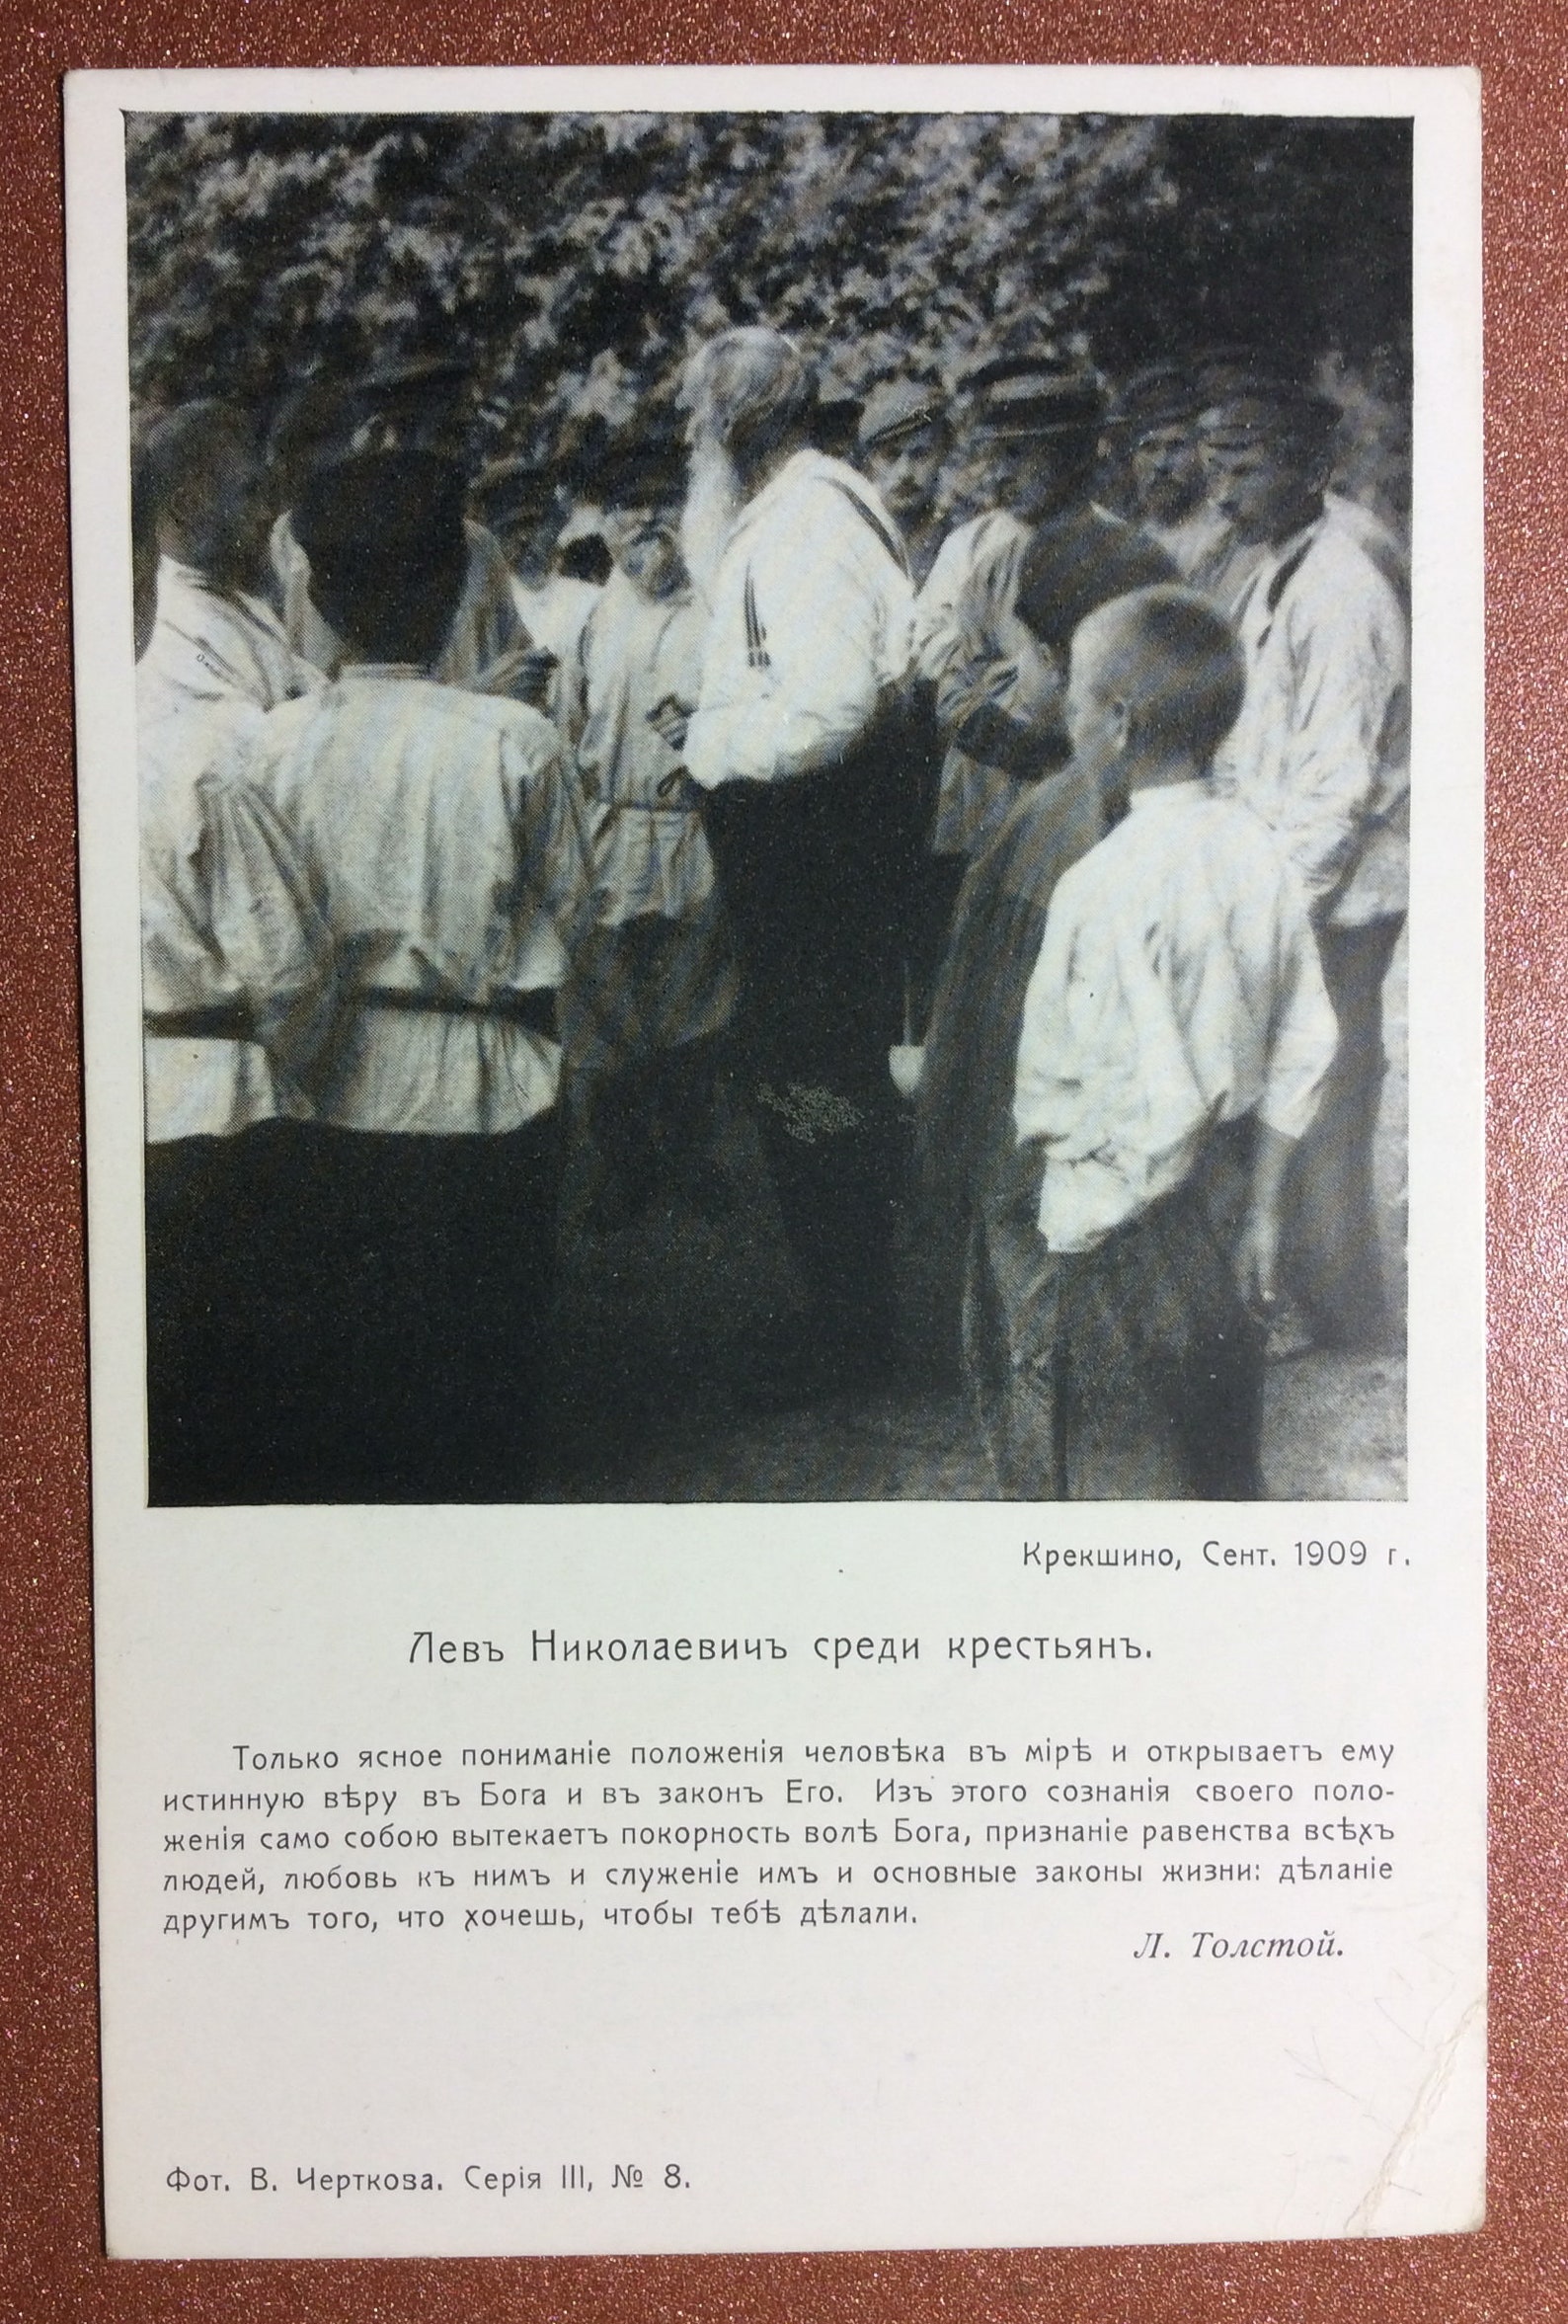 Крекшино, Сент. 1909 г.
Левъ Николаевичъ среди крестьянъ.
Только ясное пониманіе положенія человѣка въ мірѣ и открываетъ ему
истинную вѣру въ Бога и въ законъ Его. Изъ этого сознанія своего поло-
женія само собою вытекаетъ покорность волѣ Бога, признаніе равенства всѣхъ
людей, любовь къ нимъ и служеніе имъ и основные законы жизни: дѣланіе
другимъ того, что хочешь, чтобы тебѣ дѣлали.
Л. Толстой.
Фот. В. Черткова. Серія III, № 8.